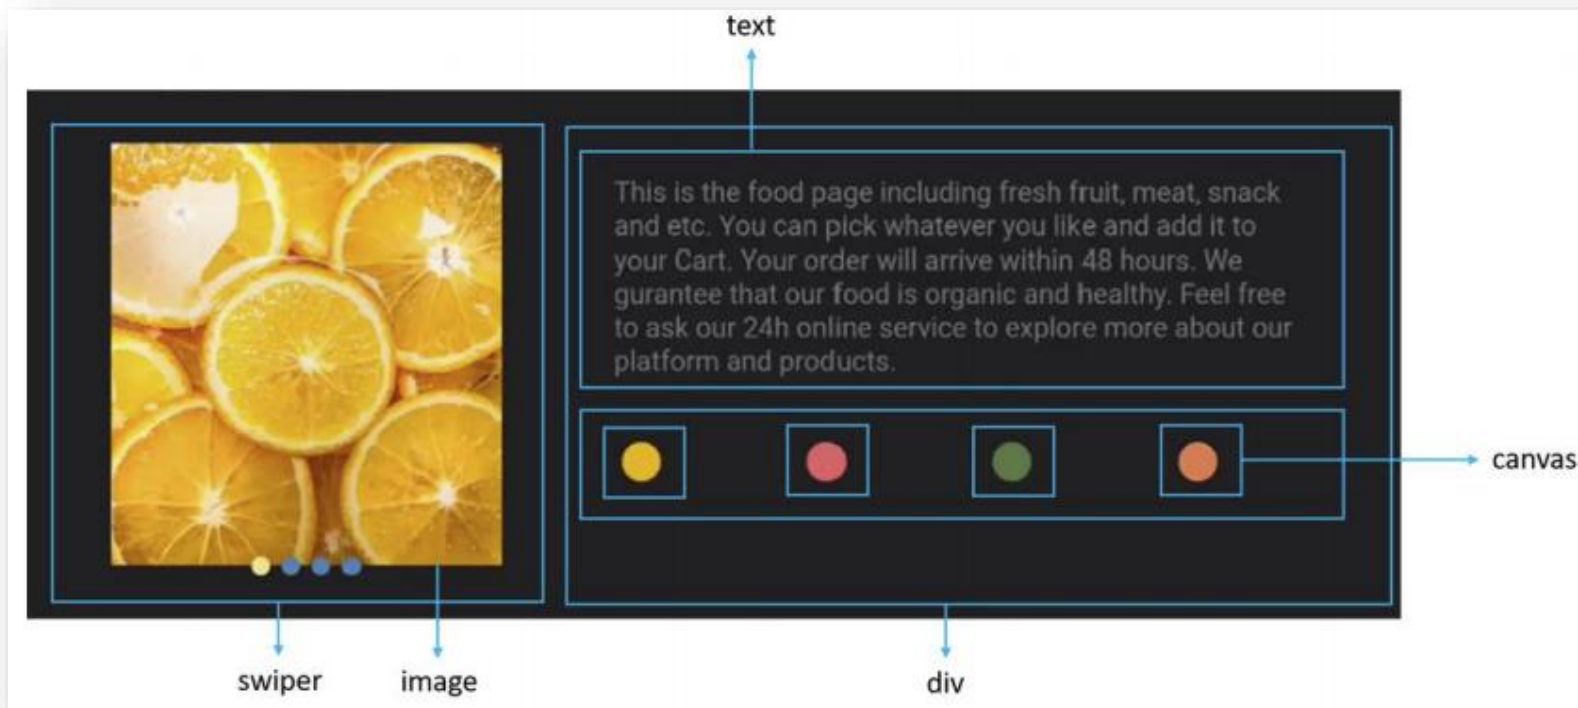 text
This is the food page including fresh fruit, meat, snack
and etc. You can pick whatever you like and add it to
your Cart. Your order will arrive within 48 hours. We
gurantee that our food is organic and healthy. Feel free
to ask our 24h online service to explore more about our
platform and products.
canvas
swiper
image
div